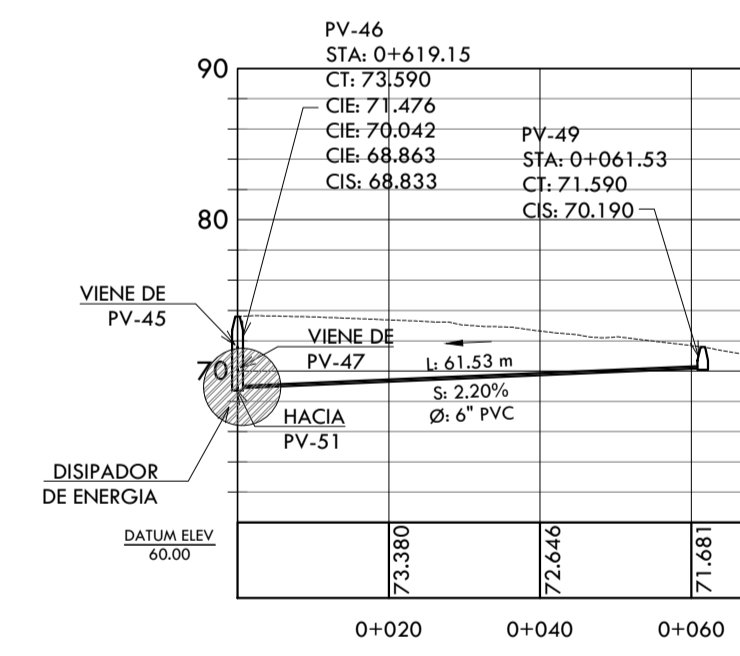 PV-46
STA: 0+619.15
CT: 73.590
CIE: 71.476
CIE: 70.042
CIE: 68.863
CIS: 68.833
PV-49
STA: 0+061.53
CT: 71.590
CIS: 70.190
90
80
70
VIENE DE
PV-45
VIENE DE
PV-47
L: 61.53 m
S: 2.20%
Ø: 6" PVC
HACIA
PV-51
DISIPADOR
DE ENERGIA
DATUM ELEV
60.00
73.380
72.646
71.681
0+020
0+040
0+060